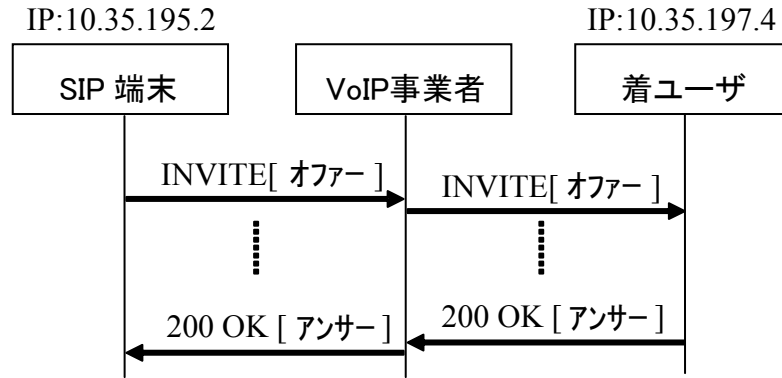 IP:10.35.195.2
IP:10.35.197.4
SIP 端末
VoIP事業者
着ユーザ
INVITE[ オファー ]
INVITE[ オファー ]
200 OK [ アンサー ]
200 OK [ アンサー ]